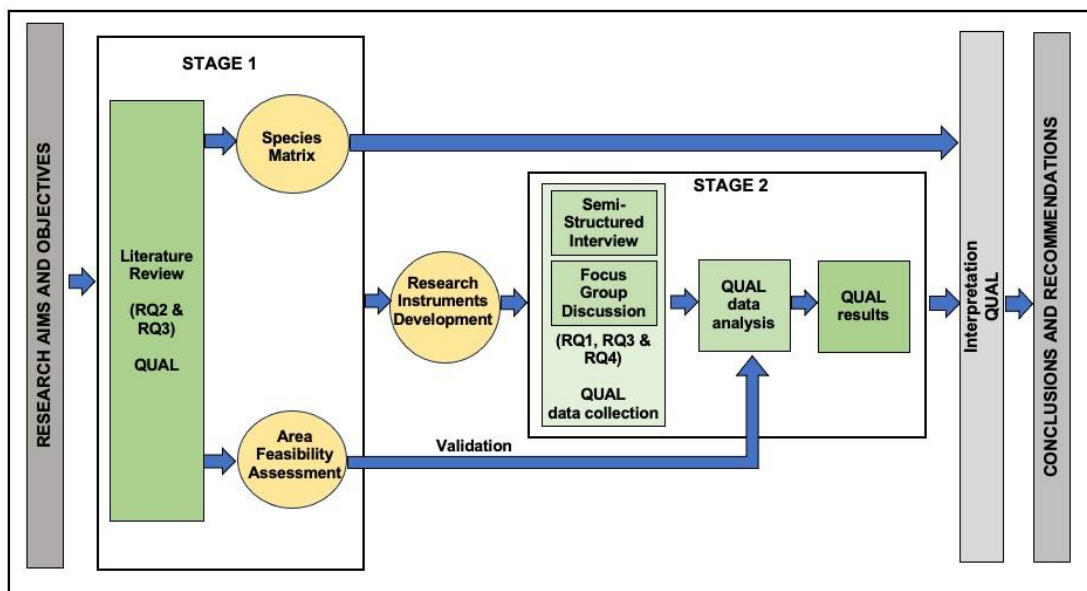 RESEARCH AIMS AND OBJECTIVES
STAGE 1
Literature
Review
(RQ2 &
RQ3)
QUAL
Species
Matrix
Area
Feasibility
Assessment
Research
Instruments
Development
Validation
STAGE 2
Semi-
Structured
Interview
Focus
Group
Discussion
(RQ1, RQ3 &
RQ4)
QUAL
data collection
QUAL
data
analysis
QUAL
results
Interpretation
QUAL
CONCLUSIONS AND RECOMMENDATIONS